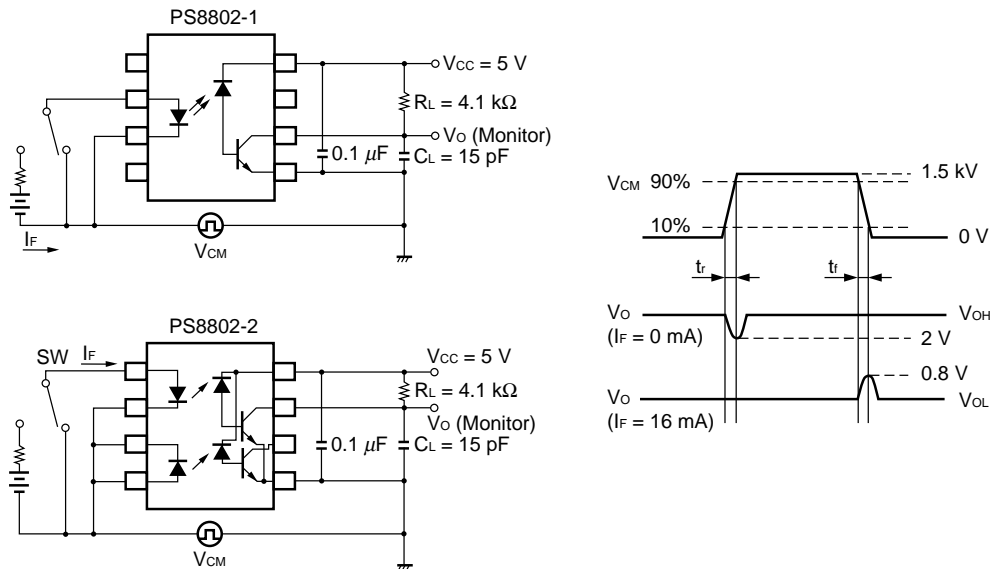 PS8802-1
VCC = 5 V
RL = 4.1 kΩ
VO (Monitor)
0.1 μF
CL = 15 pF
IF
VCM
PS8802-2
SW
IF
VCC = 5 V
RL = 4.1 kΩ
VO (Monitor)
0.1 μF
CL = 15 pF
VCM
VCM 90%
1.5 kV
10%
0 V
tr
tf
VO
(IF = 0 mA)
VOH
2 V
0.8 V
VO
(IF = 16 mA)
VOL